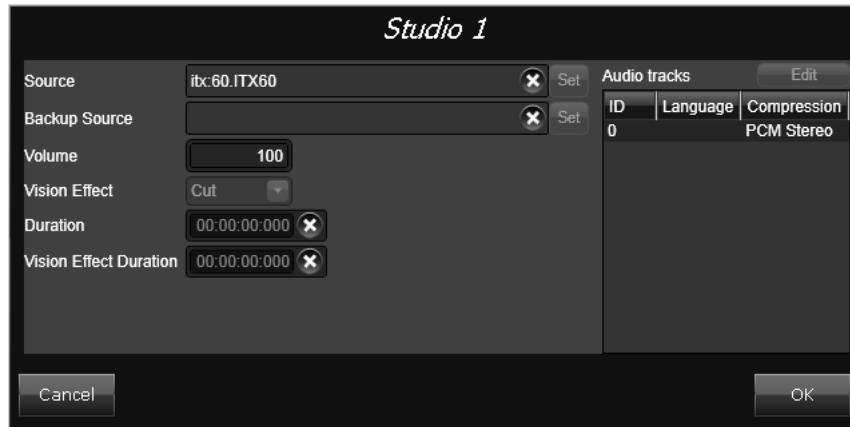 Studio 1
Source itx:60.ITX60 Set
Backup Source Set
Volume 100
Vision Effect Cut
Duration 00:00:00:000
Vision Effect Duration 00:00:00:000
Audio tracks Edit
ID Language Compression
0 PCM Stereo
Cancel OK